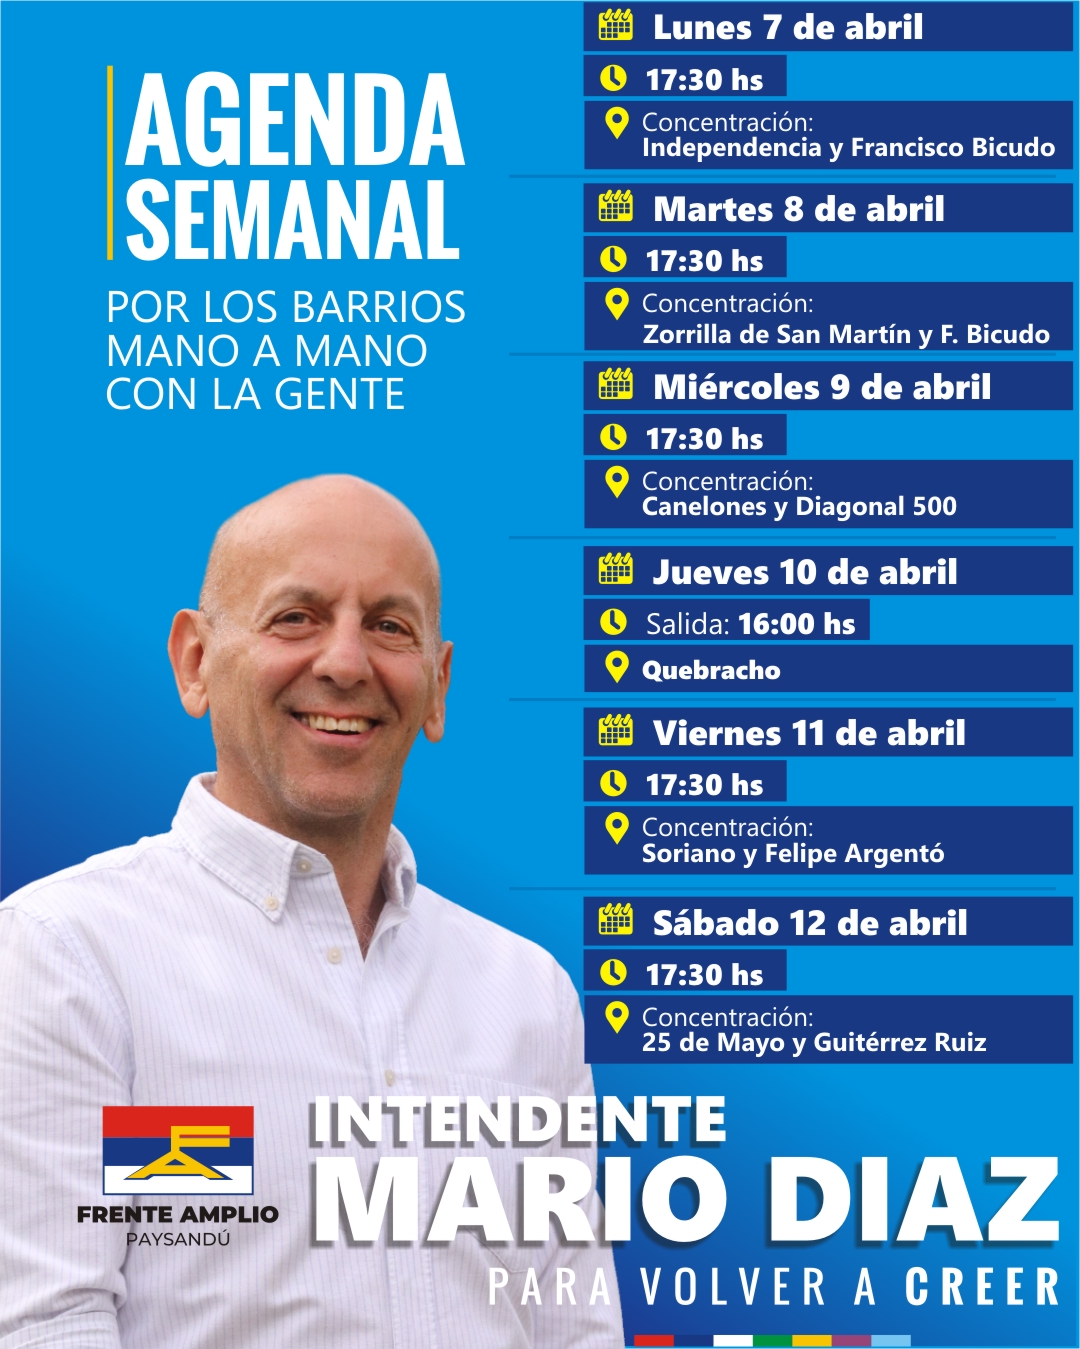 AGENDA
SEMANAL
POR LOS BARRIOS
MANO A MANO
CON LA GENTE
Lunes 7 de abril
17:30 hs
Concentración:
Independencia y Francisco Bicudo
Martes 8 de abril
17:30 hs
Concentración:
Zorrilla de San Martín y F. Bicudo
Miércoles 9 de abril
17:30 hs
Concentración:
Canelones y Diagonal 500
Jueves 10 de abril
Salida: 16:00 hs
Quebracho
Viernes 11 de abril
17:30 hs
Concentración:
Soriano y Felipe Argentó
Sábado 12 de abril
17:30 hs
Concentración:
25 de Mayo y Guitérrez Ruiz
FA
FRENTE AMPLIO
PAYSANDÚ
INTENDENTE
MARIO DIAZ
PARA VOLVER A CREER